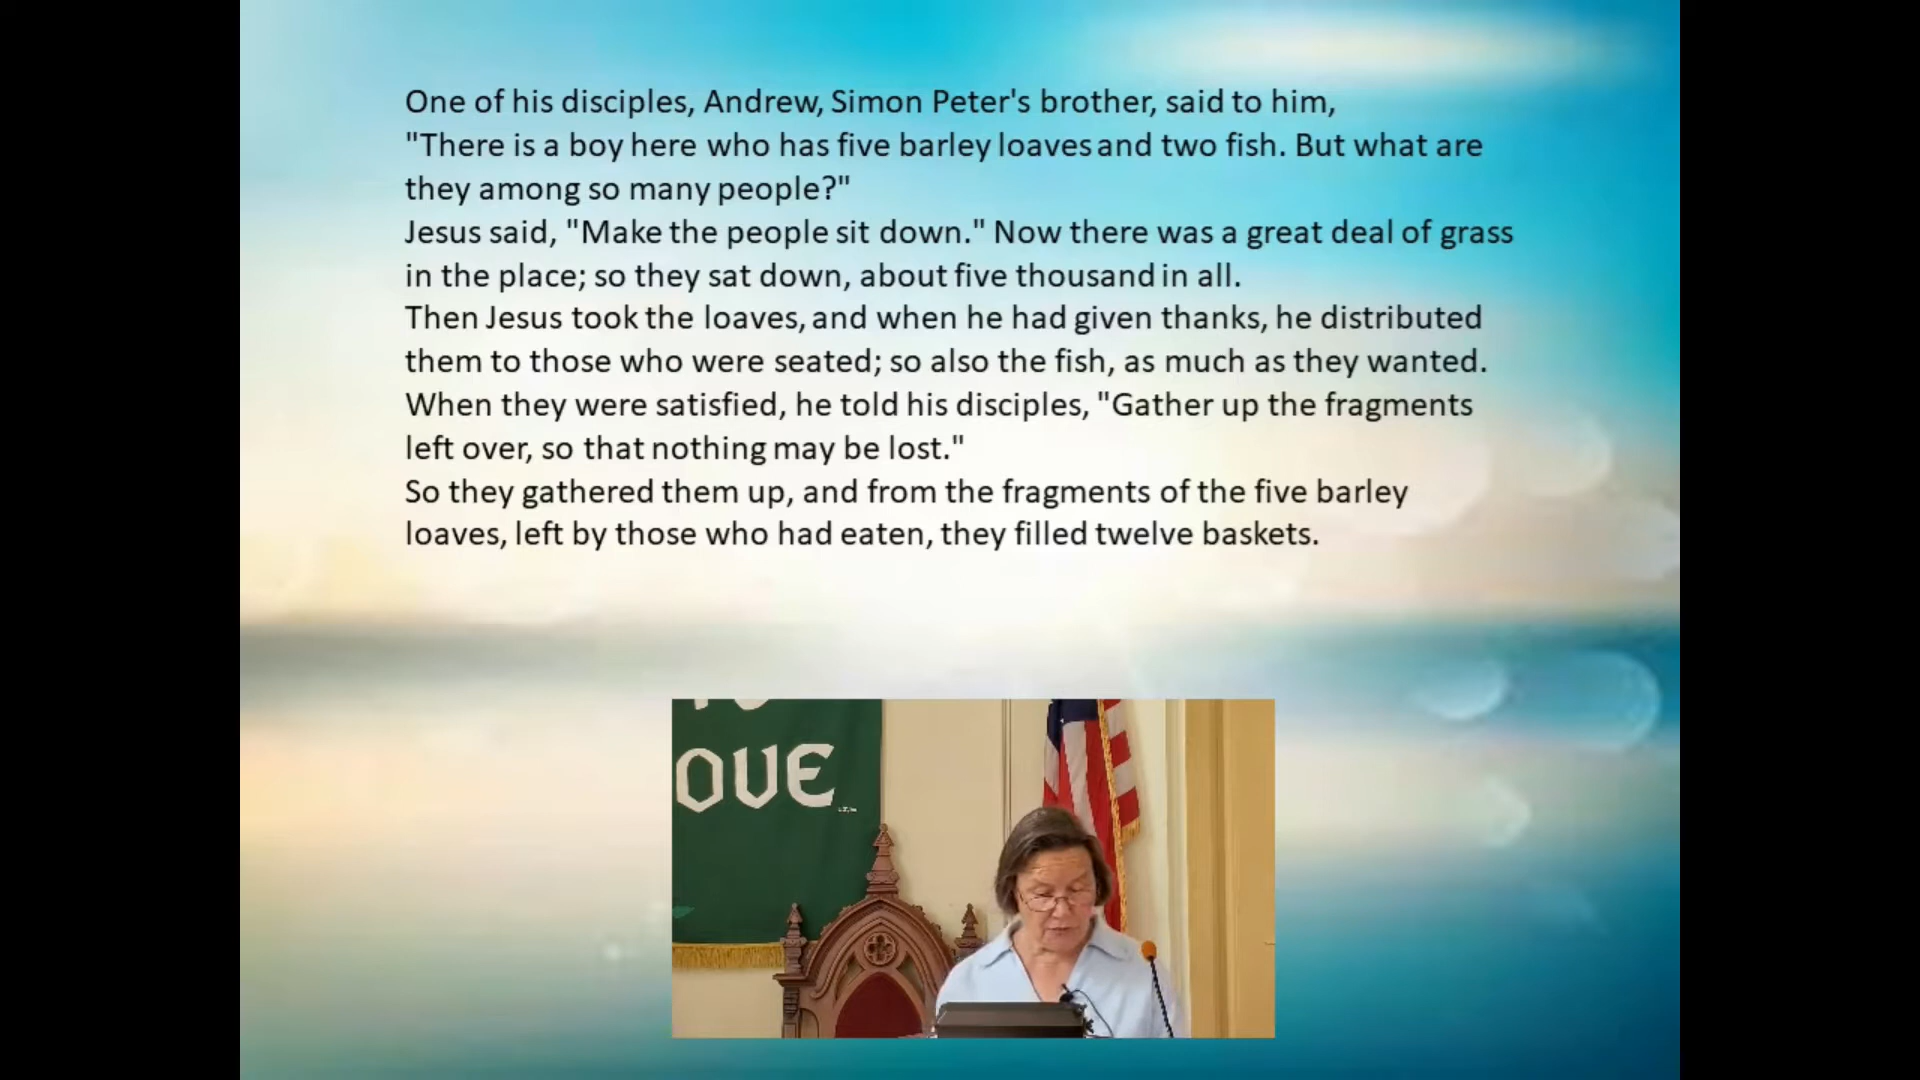 One of his disciples, Andrew, Simon Peter's brother, said to him,
"There is a boy here who has five barley loaves and two fish. But what are
they among so many people?"
Jesus said, "Make the people sit down." Now there was a great deal of grass
in the place; so they sat down, about five thousand in all.
Then Jesus took the loaves, and when he had given thanks, he distributed
them to those who were seated; so also the fish, as much as they wanted.
When they were satisfied, he told his disciples, "Gather up the fragments
left over, so that nothing may be lost."
So they gathered them up, and from the fragments of the five barley
loaves, left by those who had eaten, they filled twelve baskets.
OVE